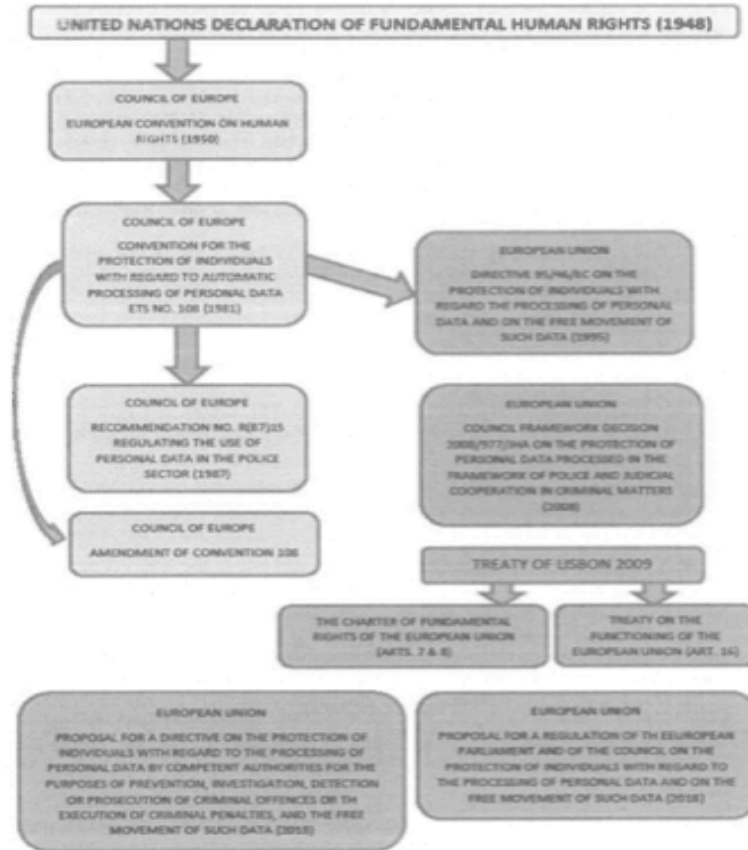 UNITED NATIONS DECLARATION OF FUNDAMENTAL HUMAN RIGHTS (1948)
COUNCIL OF EUROPE
EUROPEAN CONVENTION ON HUMAN
RIGHTS (1950)
COUNCIL OF EUROPE
CONVENTION FOR THE
PROTECTION OF INDIVIDUALS
WITH REGARD TO AUTOMATIC
PROCESSING OF PERSONAL DATA
ETS NO. 108 (1981)
EUROPEAN UNION
DIRECTIVE 95/46/EC ON THE
PROTECTION OF INDIVIDUALS WITH
REGARD THE PROCESSING OF PERSONAL
DATA AND ON THE FREE MOVEMENT OF
SUCH DATA (1995)
COUNCIL OF EUROPE
RECOMMENDATION NO. R(87)15
REGULATING THE USE OF
PERSONAL DATA IN THE POLICE
SECTOR (1987)
EUROPEAN UNION
COUNCIL FRAMEWORK DECISION
2008/977/JHA ON THE PROTECTION OF
PERSONAL DATA PROCESSED IN THE
FRAMEWORK OF POLICE AND JUDICIAL
COOPERATION IN CRIMINAL MATTERS
(2008)
COUNCIL OF EUROPE
AMENDMENT OF CONVENTION 108
TREATY OF LISBON 2009
THE CHARTER OF FUNDAMENTAL
RIGHTS OF THE EUROPEAN UNION
(ARTS. 7 & 8)
TREATY ON THE
FUNCTIONING OF THE
EUROPEAN UNION (ART. 16)
EUROPEAN UNION
PROPOSAL FOR A DIRECTIVE ON THE PROTECTION OF
INDIVIDUALS WITH REGARD TO THE PROCESSING OF
PERSONAL DATA BY COMPETENT AUTHORITIES FOR THE
PURPOSES OF PREVENTION, INVESTIGATION, DETECTION
OR PROSECUTION OF CRIMINAL OFFENCES OR TH
EXECUTION OF CRIMINAL PENALTIES, AND THE FREE
MOVEMENT OF SUCH DATA
EUROPEAN UNION
PROPOSAL FOR A REGULATION OF TH EEUROPEAN
PARLIAMENT AND OF THE COUNCIL ON THE
PROTECTION OF INDIVIDUALS WITH REGARD TO
THE PROCESSING OF PERSONAL DATA AND ON THE
FREE MOVEMENT OF SUCH DATA